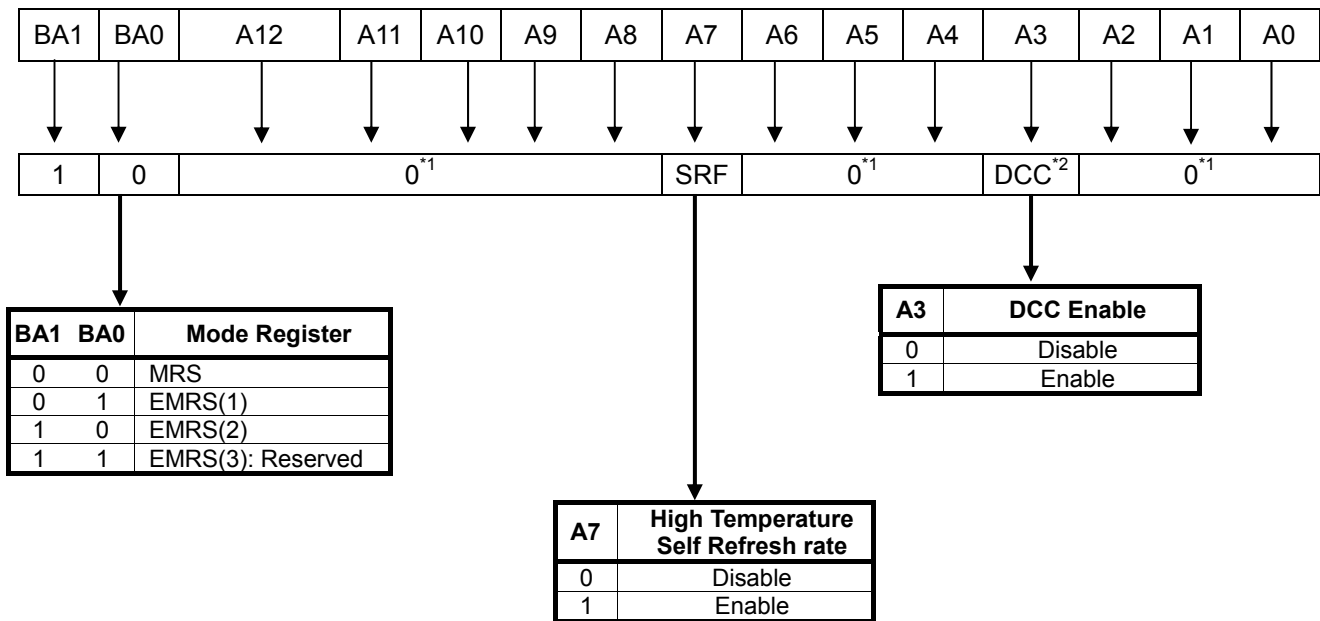 BA1 BA0 A12 A11 A10 A9 A8 A7 A6 A5 A4 A3 A2 A1 A0
1 0 0*1 SRF 0*1 DCC*2 0*1
BA1 BA0 Mode Register
0 0 MRS
0 1 EMRS(1)
1 0 EMRS(2)
1 1 EMRS(3): Reserved
A3 DCC Enable
0 Disable
1 Enable
A7 High Temperature
Self Refresh rate
0 Disable
1 Enable